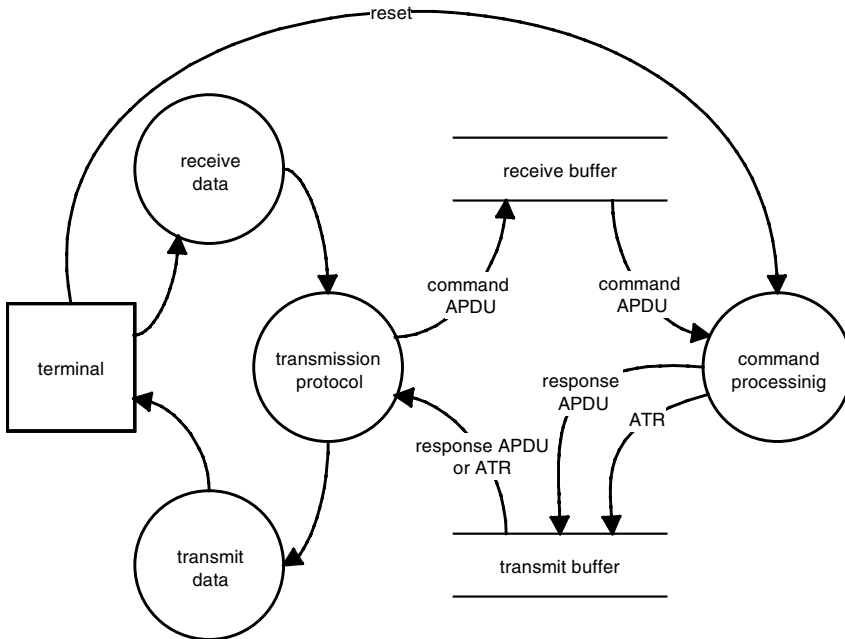 reset
receive
data
receive buffer
command
APDU
command
APDU
terminal
transmission
protocol
command
processinig
response
APDU
ATR
response APDU
or ATR
transmit
data
transmit buffer